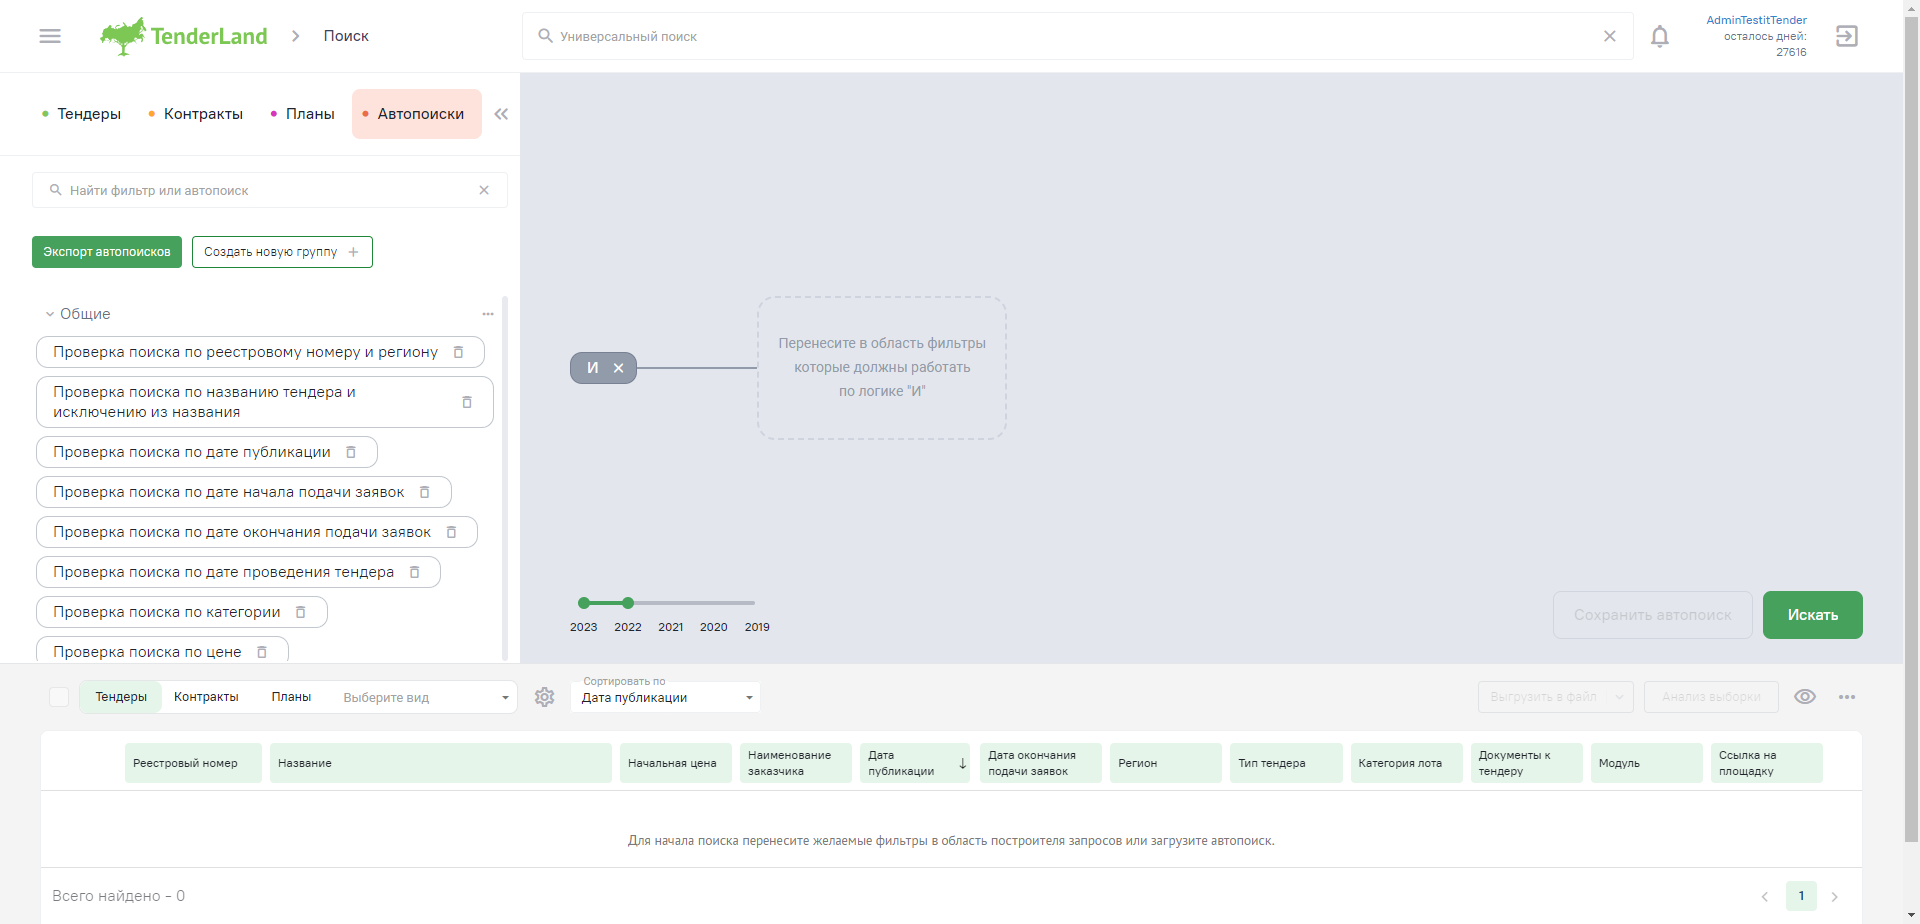 TenderLand
Поиск
Универсальный поиск
AdminTestitTender
осталось дней:
27616
Тендеры
Контракты
Планы
Автопоиски
Найти фильтр или автопоиск
Экспорт автопоисков
Создать новую группу
Общие
Проверка поиска по реестровому номеру и региону
Проверка поиска по названию тендера и
исключению из названия
Проверка поиска по дате публикации
Проверка поиска по дате начала подачи заявок
Проверка поиска по дате окончания подачи заявок
Проверка поиска по дате проведения тендера
Проверка поиска по категории
Проверка поиска по цене
И
Перенесите в область фильтры
которые должны работать
по логике "И"
2023 2022 2021 2020 2019
Сохранить автопоиск
Искать
Тендеры
Контракты
Планы
Выберите вид
Сортировать по
Дата публикации
Выгрузить в файл
Анализ выборки
Реестровый номер
Название
Начальная цена
Наименование
заказчика
Дата
публикации
Дата окончания
подачи заявок
Регион
Тип тендера
Категория лота
Документы к
тендеру
Модуль
Ссылка на
площадку
Для начала поиска перенесите желаемые фильтры в область построителя запросов или загрузите автопоиск.
Всего найдено - 0
1